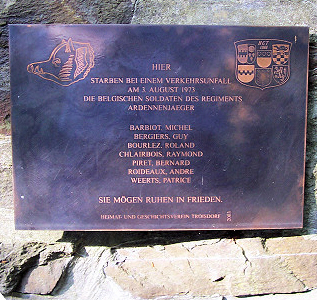 HIER
STARBEN BEI EINEM VERKEHRSUNFALL
AM 3. AUGUST 1973
DIE BELGISCHEN SOLDATEN DES REGIMENTS
ARDENNENJAEGER
BARBIOT, MICHEL
BERGIERS, GUY
BOURLEZ, ROLAND
CHLAIRBOIS, RAYMOND
PIRET, BERNARD
ROIDEAUX, ANDRE
WEERTS, PATRICE
SIE MÖGEN RUHEN IN FRIEDEN.
HEIMAT- UND GESCHICHTSVEREIN TROISDORF
2003